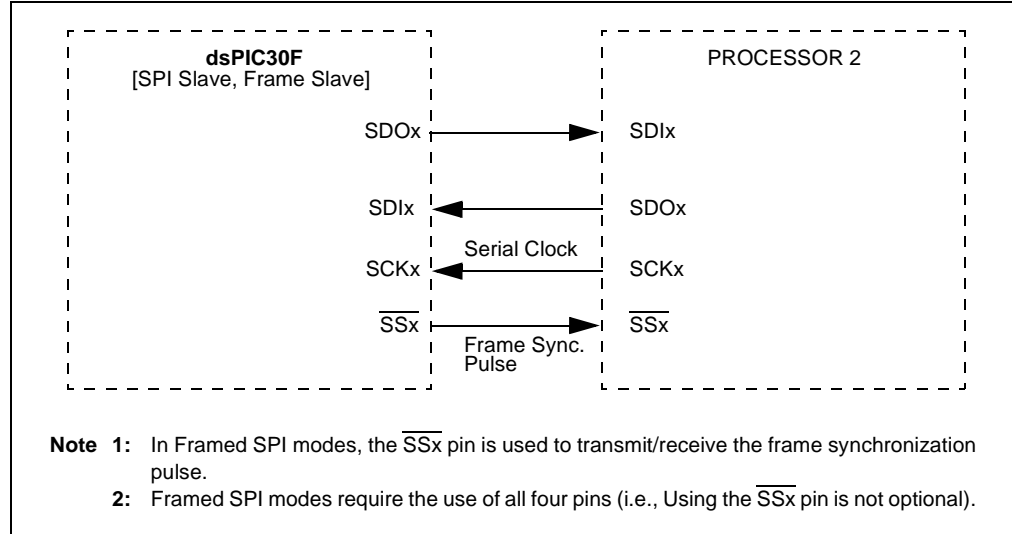 dsPIC30F
[SPI Slave, Frame Slave]
PROCESSOR 2
SDOx
SDIx
SDIx
SDOx
Serial Clock
SCKx
SCKx
SSx
SSx
Frame Sync.
Pulse
Note 1: In Framed SPI modes, the SSx pin is used to transmit/receive the frame synchronization
pulse.
2: Framed SPI modes require the use of all four pins (i.e., Using the SSx pin is not optional).